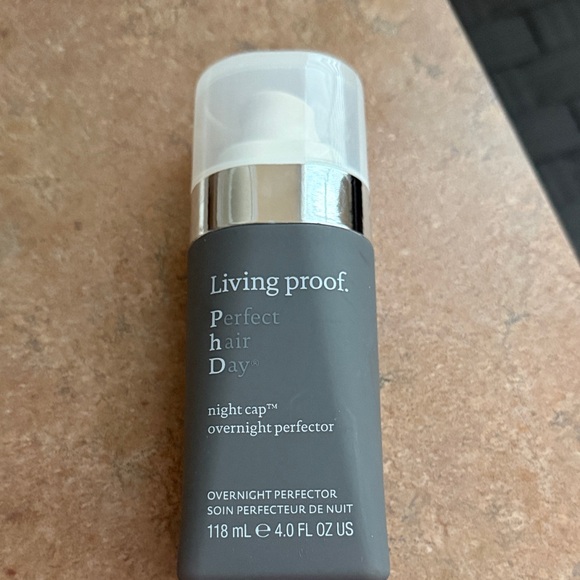 Living proof.
Perfect
hair
Day®
night cap™
overnight perfector
OVERNIGHT PERFECTOR
SOIN PERFECTEUR DE NUIT
118 mL ℮ 4.0 FL OZ US